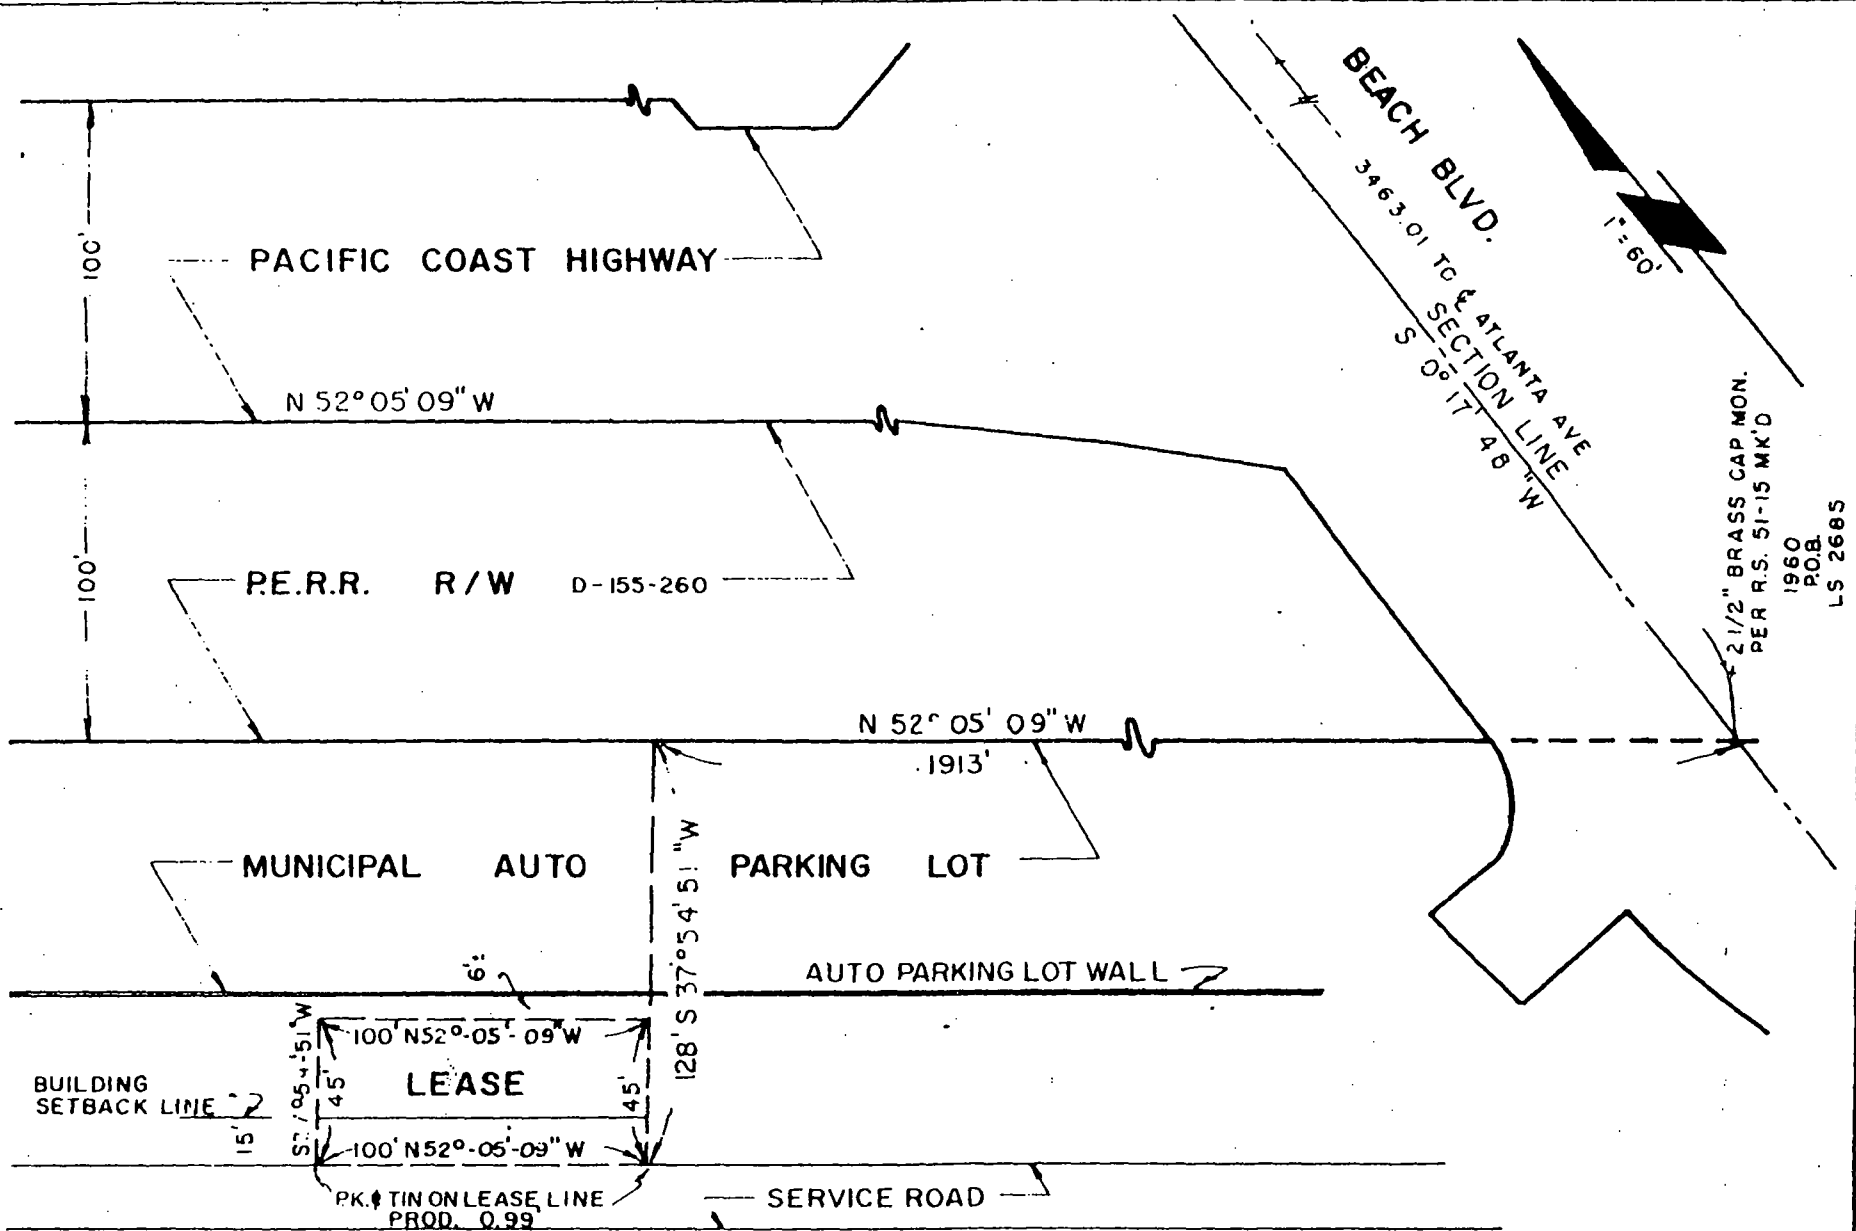 BEACH BLVD.
1"=60'
100'
PACIFIC COAST HIGHWAY
3463.01 TO ℄ ATLANTA AVE
SECTION LINE
S 0° 17' 48" W
N 52° 05' 09" W
2 1/2" BRASS CAP MON.
PER R.S. 51-15 MK'D
1960
P.O.B.
LS 2685
100'
P.E.R.R. R/W D-155-260
N 52° 05' 09" W
1913'
MUNICIPAL AUTO PARKING LOT
128' S 37°54'51" W
6'±
AUTO PARKING LOT WALL
100' N52°-05'-09" W
45'
LEASE
45'
BUILDING
SETBACK LINE
15'
100' N52°-05'-09" W
PK. & TIN ON LEASE LINE
PROD. 0.99
SERVICE ROAD